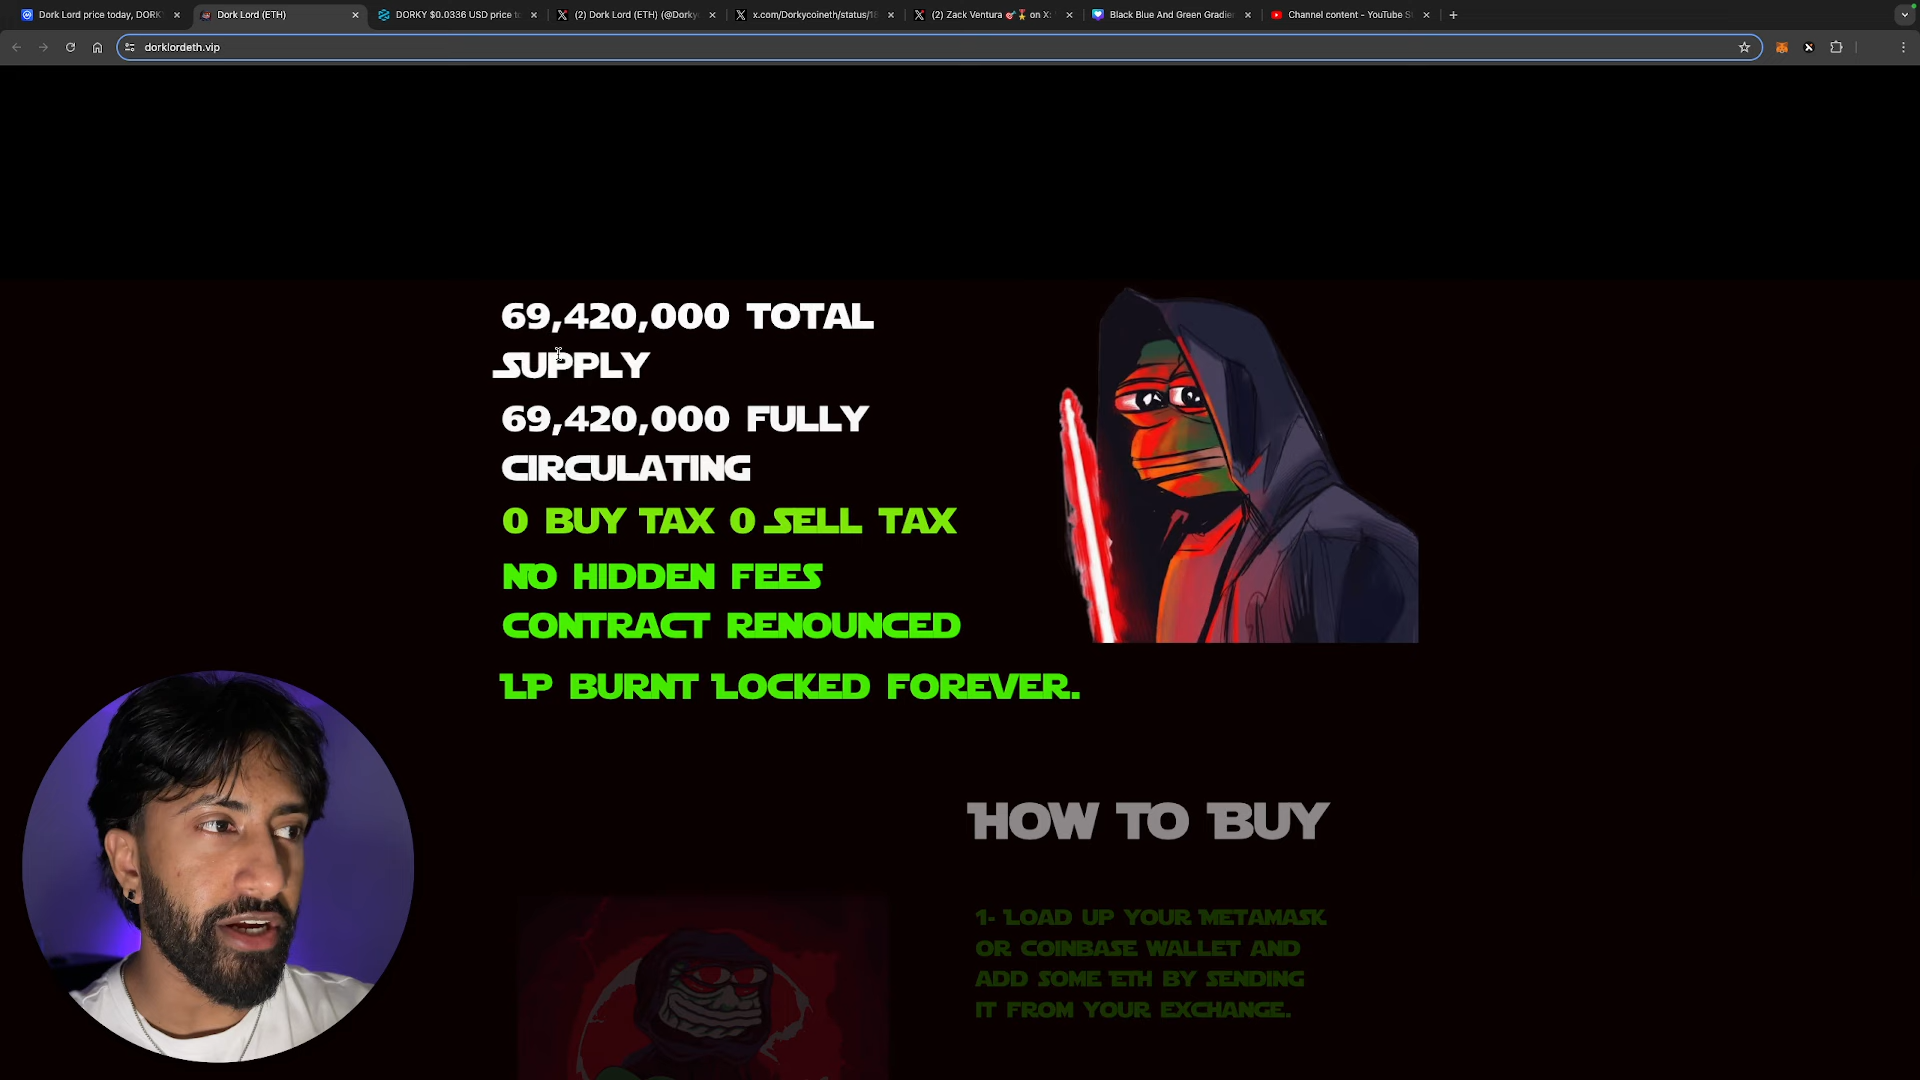 Dork Lord price today, DORK
Dork Lord (ETH)
DORKY $0.0336 USD price t
(2) Dork Lord (ETH) (@Dorky
x.com/Dorkycoineth/status/18
(2) Zack Ventura 🎯🎖️ on X:
Black Blue And Green Gradie
Channel content - YouTube S
dorklordeth.vip
69,420,000 TOTAL
SUPPLY
69,420,000 FULLY
CIRCULATING
0 BUY TAX 0 SELL TAX
NO HIDDEN FEES
CONTRACT RENOUNCED
LP BURNT LOCKED FOREVER.
HOW TO BUY
1- LOAD UP YOUR METAMASK
OR COINBASE WALLET AND
ADD SOME ETH BY SENDING
IT FROM YOUR EXCHANGE.